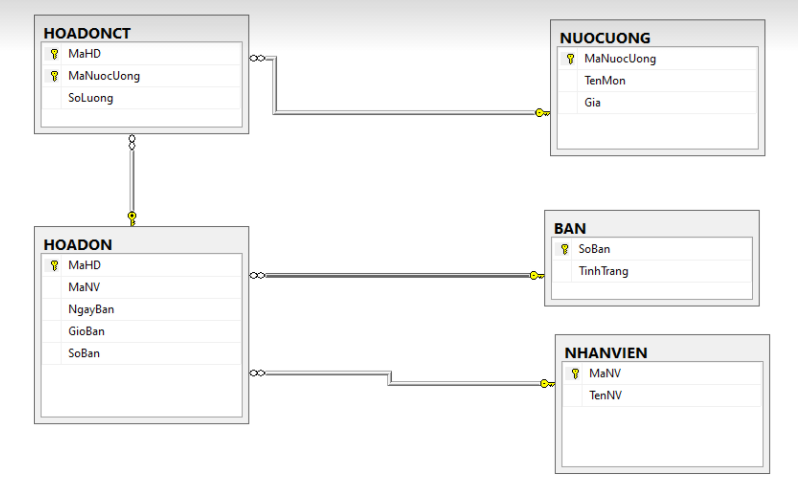 HOADONCT
MaHD
MaNuocUong
SoLuong
NUOCUONG
MaNuocUong
TenMon
Gia
HOADON
MaHD
MaNV
NgayBan
GioBan
SoBan
BAN
SoBan
TinhTrang
NHANVIEN
MaNV
TenNV